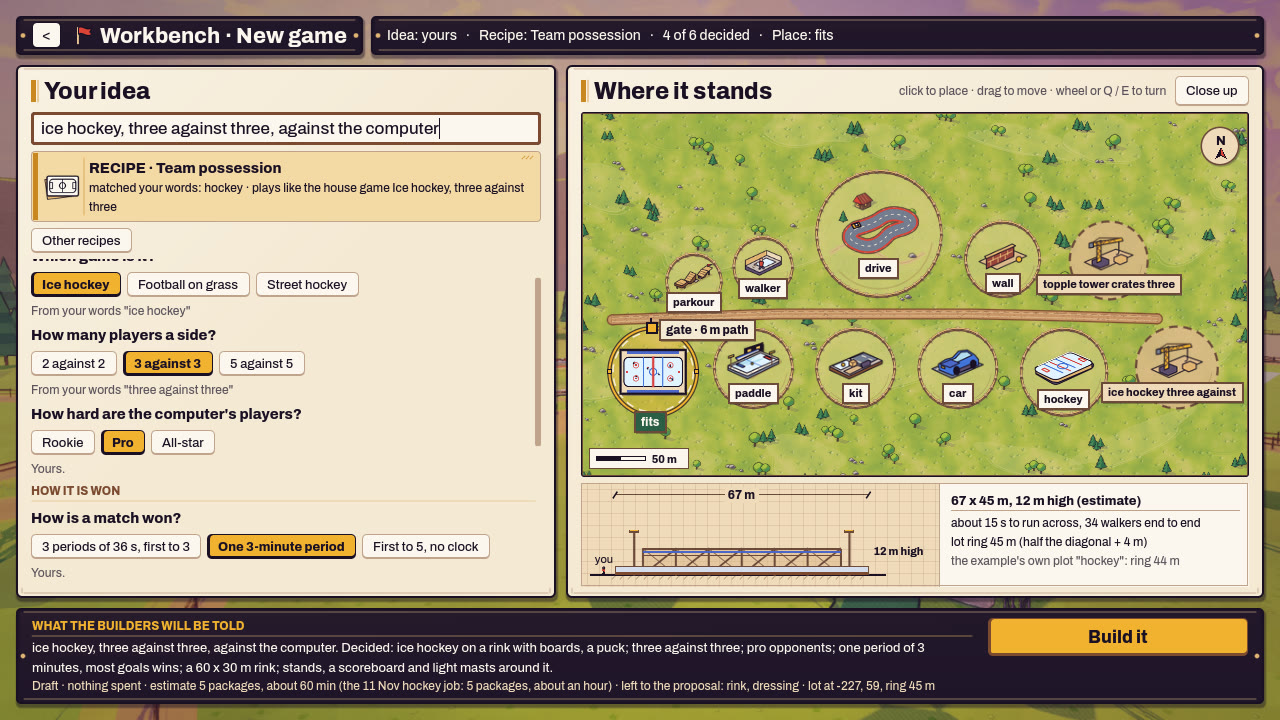 <
Workbench · New game
Idea: yours · Recipe: Team possession · 4 of 6 decided · Place: fits
Your idea
ice hockey, three against three, against the computer
RECIPE · Team possession
matched your words: hockey · plays like the house game Ice hockey, three against
three
Other recipes
Which game is it?
Ice hockey
Football on grass
Street hockey
From your words "ice hockey"
How many players a side?
2 against 2
3 against 3
5 against 5
From your words "three against three"
How hard are the computer's players?
Rookie
Pro
All-star
Yours.
HOW IT IS WON
How is a match won?
3 periods of 36 s, first to 3
One 3-minute period
First to 5, no clock
Yours.
Where it stands
click to place · drag to move · wheel or Q / E to turn
Close up
N
drive
walker
parkour
wall
topple tower crates three
gate · 6 m path
paddle
kit
car
hockey
ice hockey three against
fits
50 m
67 m
you
12 m high
67 x 45 m, 12 m high (estimate)
about 15 s to run across, 34 walkers end to end
lot ring 45 m (half the diagonal + 4 m)
the example's own plot "hockey": ring 44 m
WHAT THE BUILDERS WILL BE TOLD
ice hockey, three against three, against the computer. Decided: ice hockey on a rink with boards, a puck; three against three; pro opponents; one period of 3
minutes, most goals wins; a 60 x 30 m rink; stands, a scoreboard and light masts around it.
Draft · nothing spent · estimate 5 packages, about 60 min (the 11 Nov hockey job: 5 packages, about an hour) · left to the proposal: rink, dressing · lot at -227, 59, ring 45 m
Build it